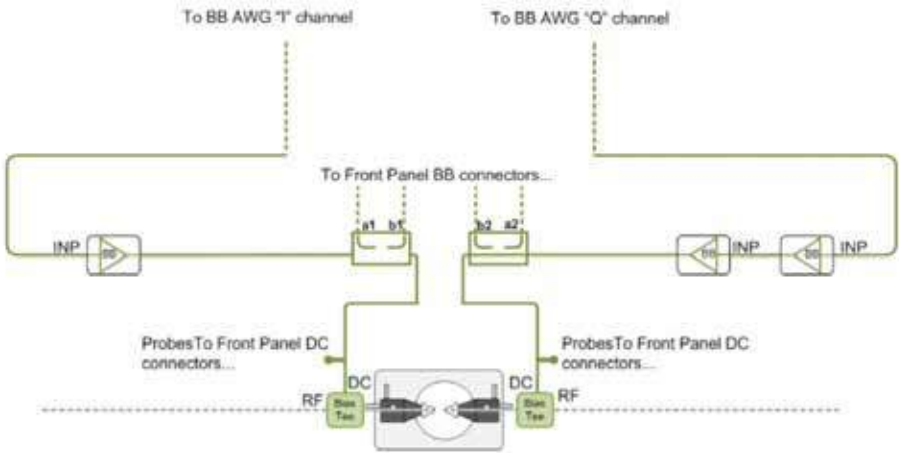 To BB AWG "I" channel
To BB AWG "Q" channel
To Front Panel BB connectors...
a1 b1
b2 a2
INP
BB
BB
INP
BB
INP
ProbesTo Front Panel DC
connectors...
ProbesTo Front Panel DC
connectors...
DC
DC
RF
Bias
Tee
Bias
Tee
RF